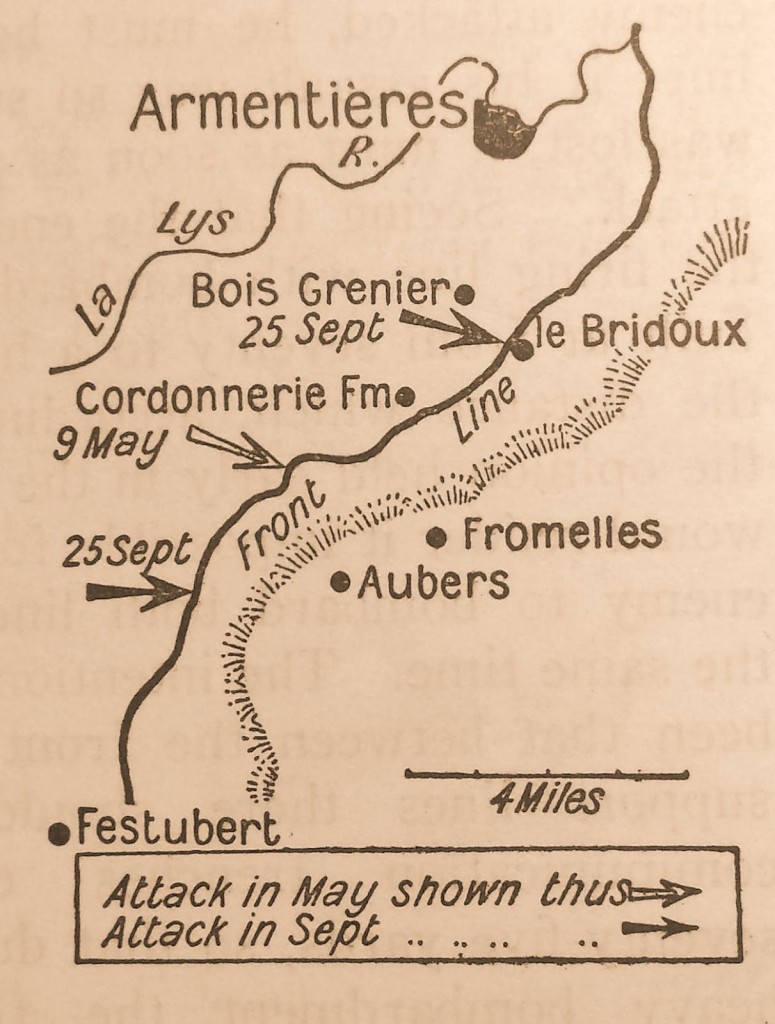 Armentières
La Lys R.
Bois Grenier
25 Sept
le Bridoux
Cordonnerie Fm
9 May
Front Line
25 Sept
Fromelles
Aubers
4 Miles
Festubert
Attack in May shown thus
Attack in Sept .. .. .. ..